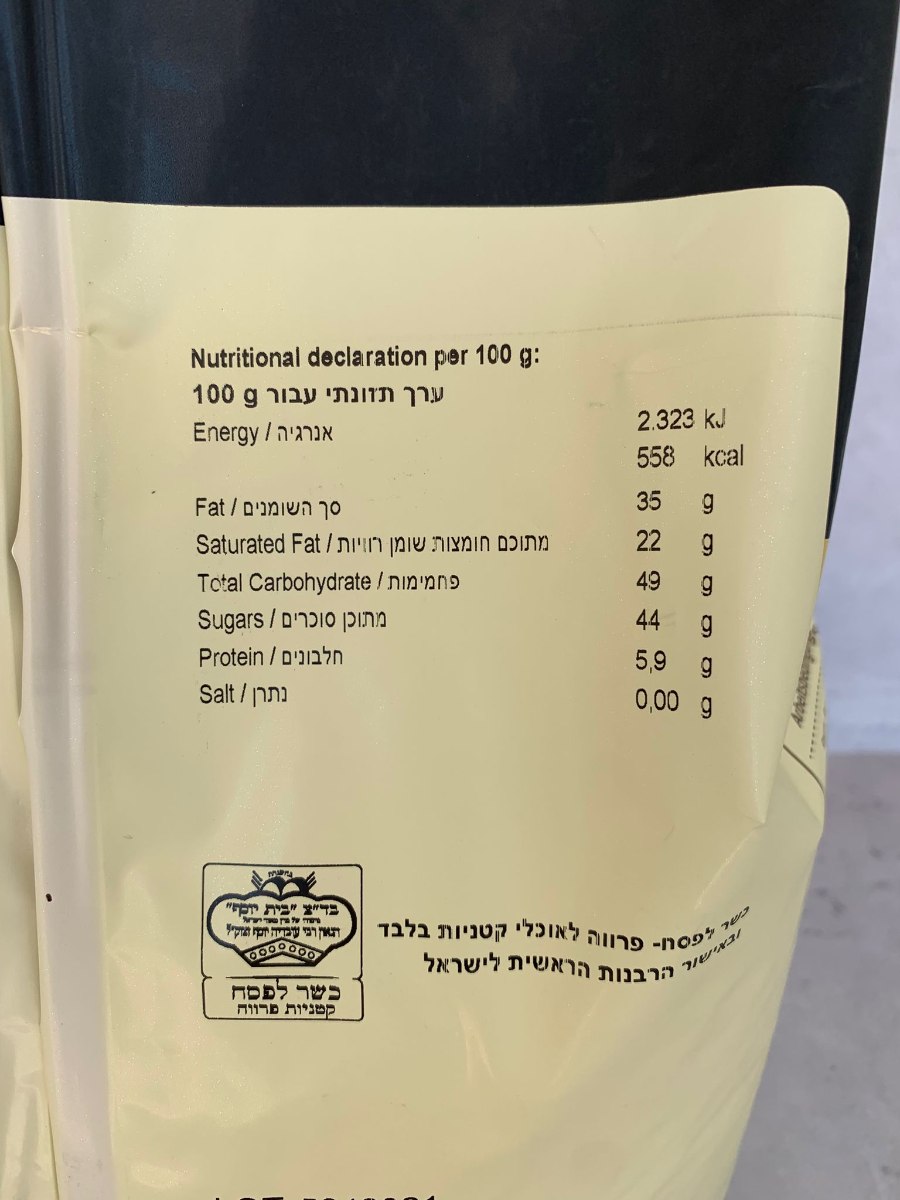 Nutritional declaration per 100 g:
ערך תזונתי עבור 100 g
Energy / אנרגיה 2.323 kJ
558 kcal
Fat / סך השומנים 35 g
Saturated Fat / מתוכם חומצות שומן רוויות 22 g
Total Carbohydrate / פחמימות 49 g
Sugars / מתוכן סוכרים 44 g
Protein / חלבונים 5,9 g
Salt / נתרן 0,00 g
בד"צ "בית יוסף"
כשר לפסח
קטניות פרווה
כשר לפסח- פרווה לאוכלי קטניות בלבד
ובאישור הרבנות הראשית לישראל